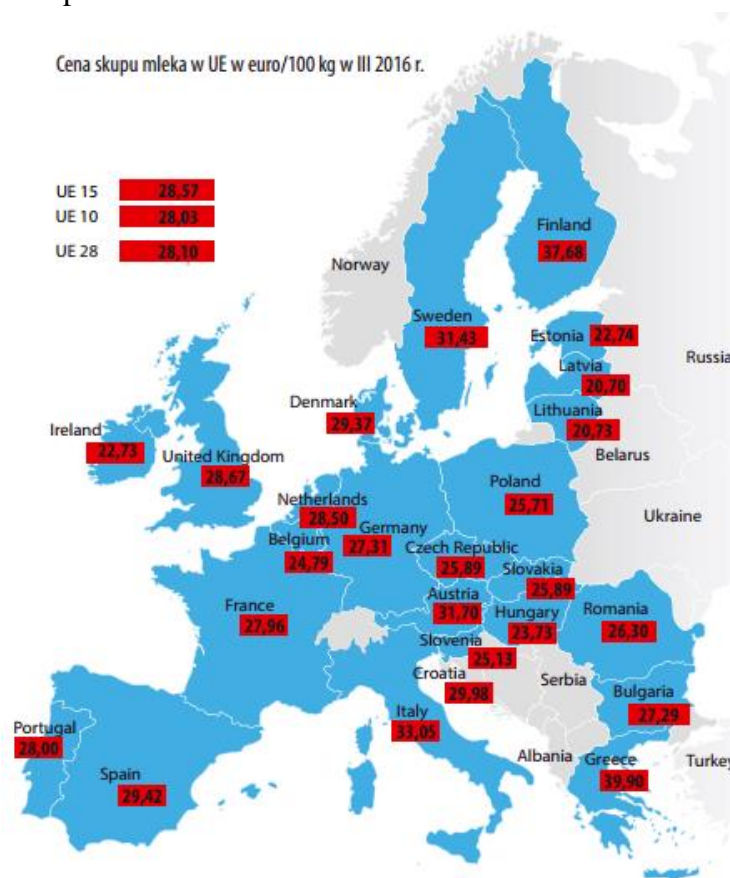 Cena skupu mleka w UE w euro/100 kg w III 2016 r.
UE 15 28,57
UE 10 28,03
UE 28 28,10
Finland
37,68
Norway
Sweden
31,43
Estonia 22,74
Russia
Latvia
20,70
Denmark
29,37
Lithuania
20,73
Ireland
22,73
United Kingdom
28,67
Belarus
Poland
25,71
Netherlands
28,50
Ukraine
Germany
27,31
Belgium
24,79
Czech Republic
25,89
Slovakia
25,89
Austria
31,70
France
27,96
Hungary
23,73
Romania
26,30
Slovenia
25,13
Croatia
29,98
Serbia
Bulgaria
27,29
Italy
33,05
Portugal
28,00
Albania
Greece
39,90
Turkey
Spain
29,42